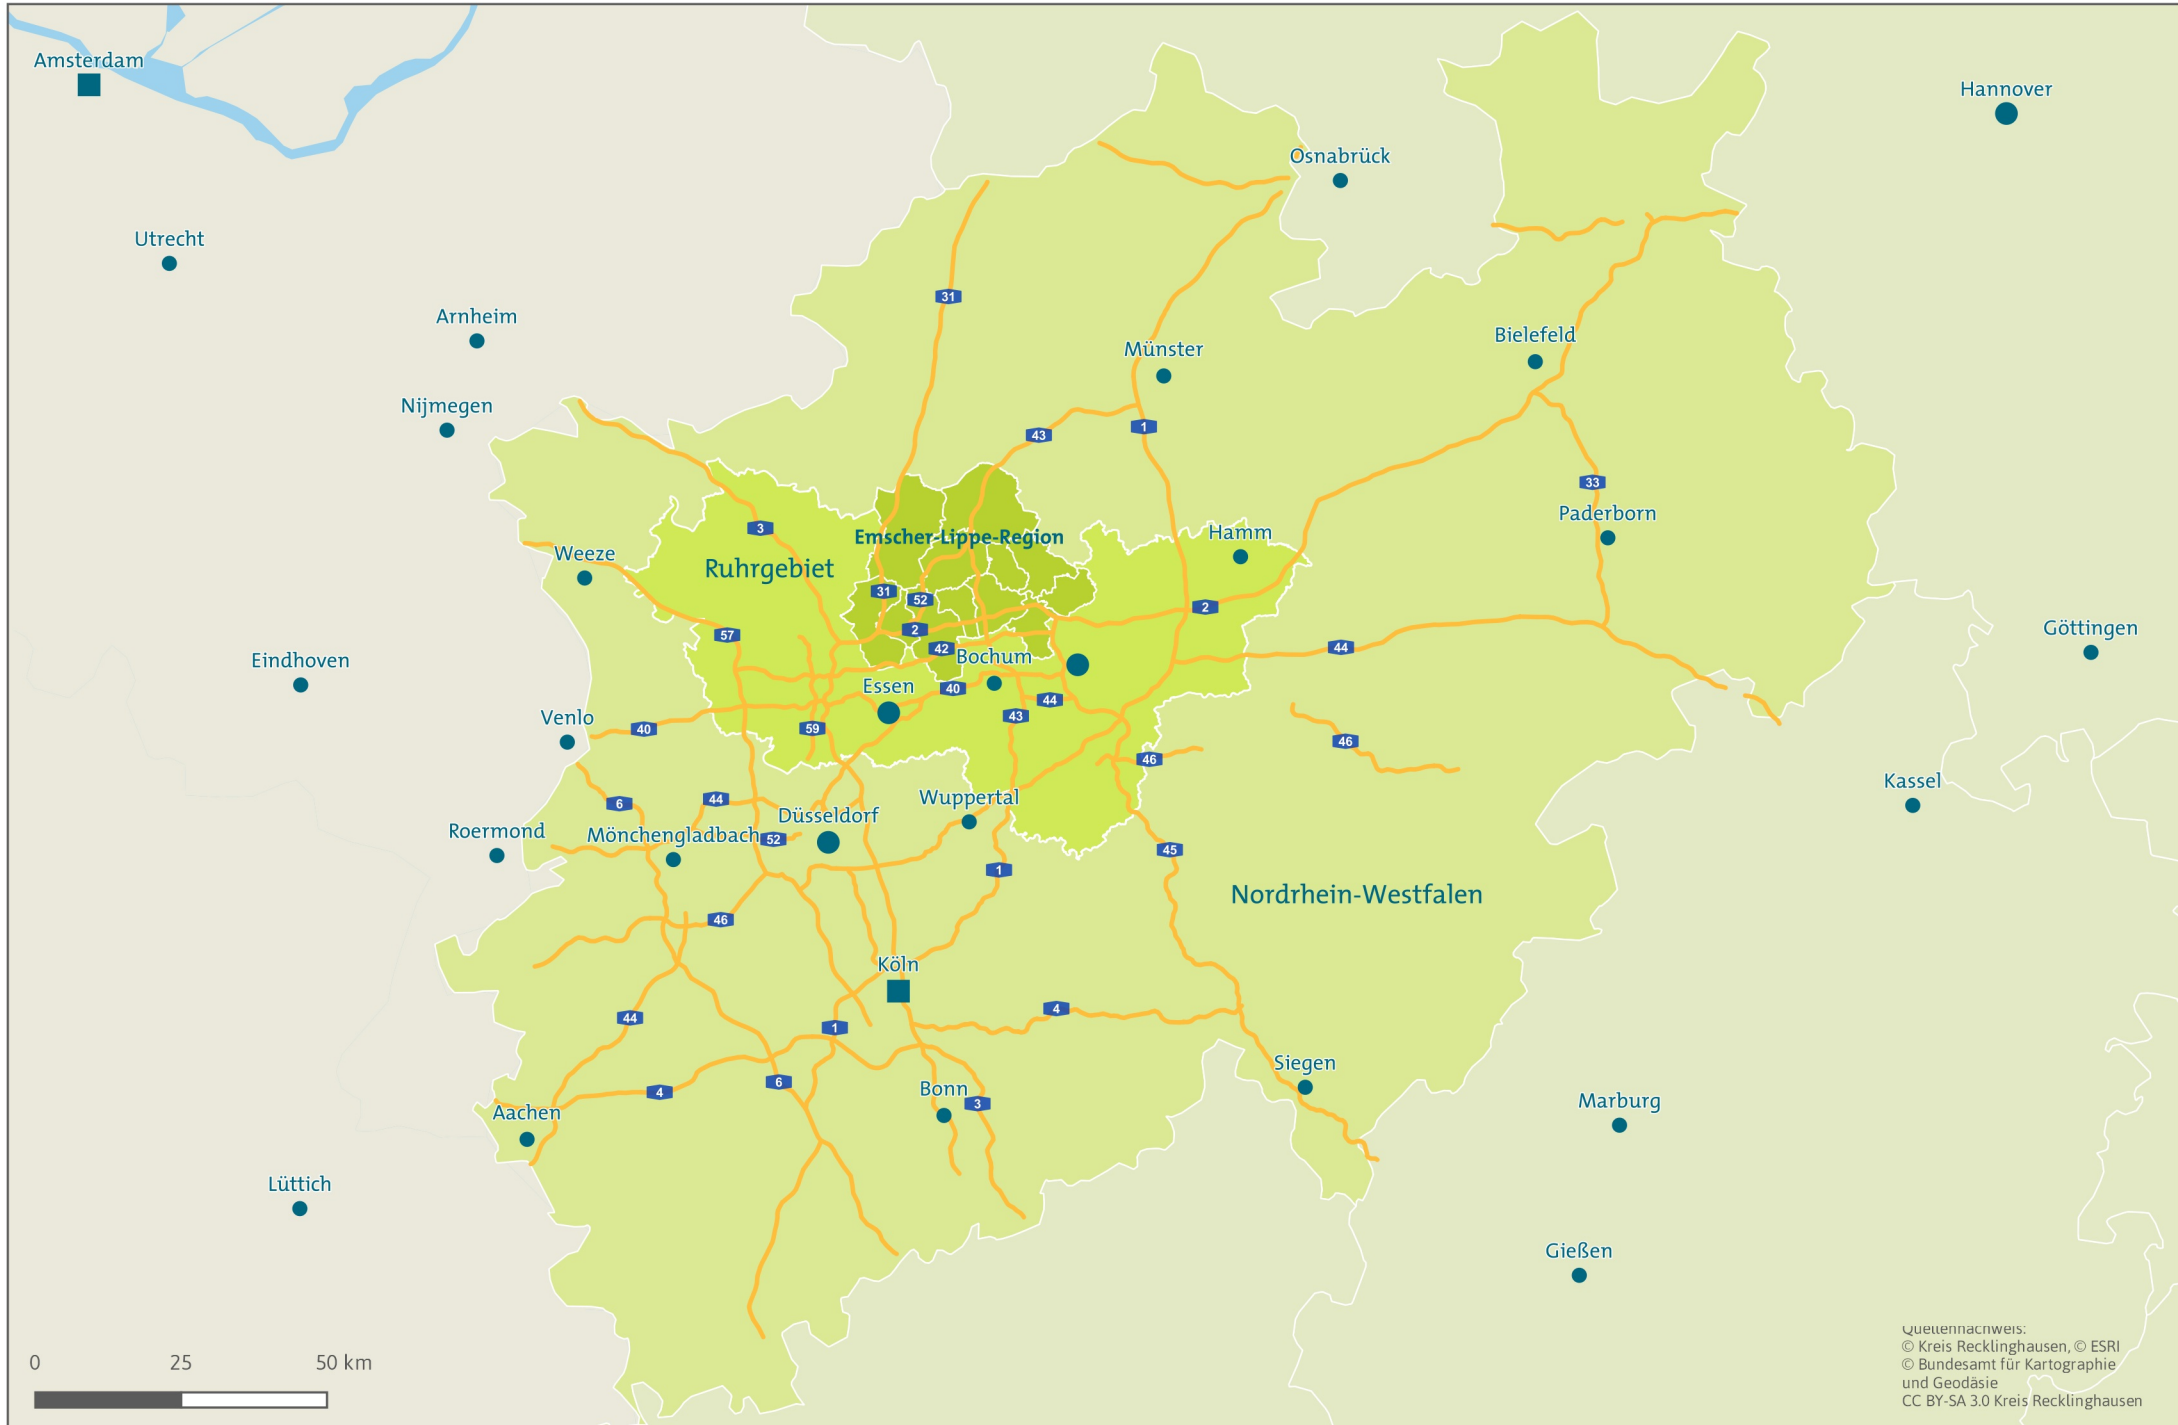 Amsterdam
Hannover
Osnabrück
Utrecht
31
Arnheim
Bielefeld
Münster
Nijmegen
1
43
33
Paderborn
3
Hamm
Emscher-Lippe-Region
Weeze
Ruhrgebiet
31
52
2
57
2
Göttingen
42
44
Bochum
Eindhoven
Essen
40
44
Venlo
43
40
59
46
46
Kassel
Wuppertal
6
44
Düsseldorf
Roermond
Mönchengladbach
52
45
1
Nordrhein-Westfalen
46
Köln
4
44
1
Siegen
6
Bonn
4
3
Marburg
Aachen
Lüttich
Gießen
Quellennachweis:
© Kreis Recklinghausen, © ESRI
© Bundesamt für Kartographie
und Geodäsie
CC BY-SA 3.0 Kreis Recklinghausen
0 25 50 km